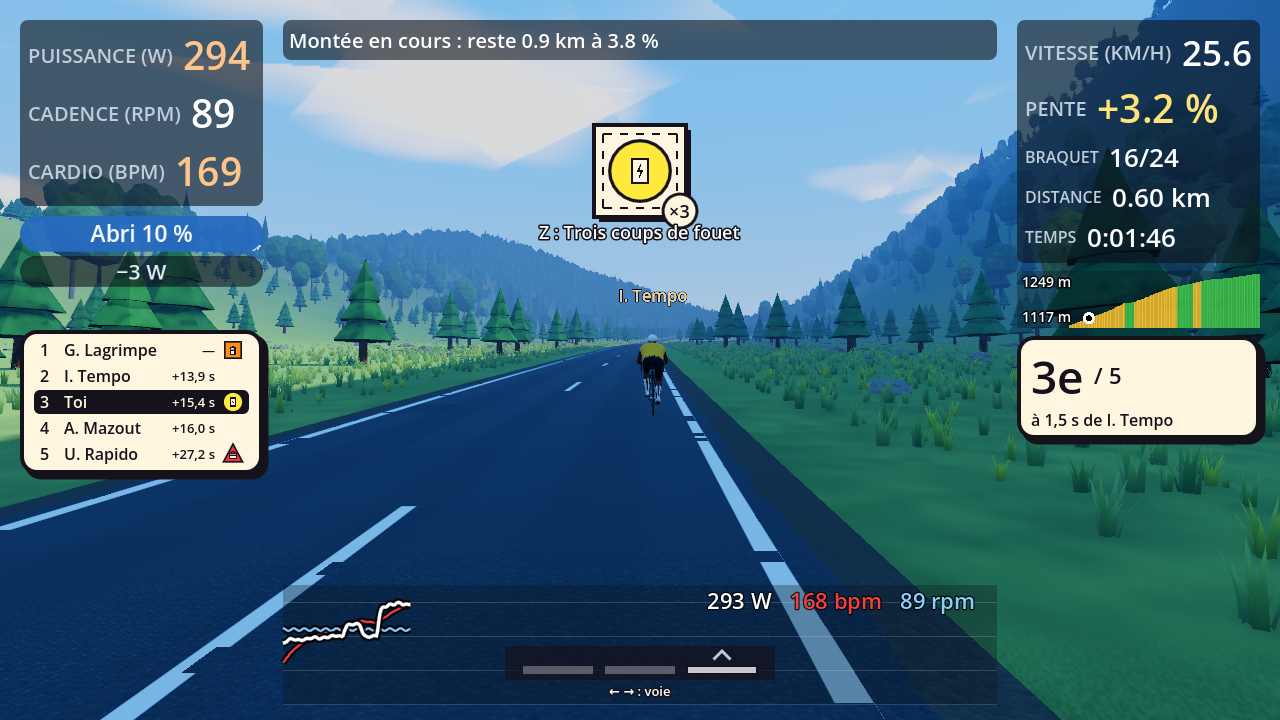 PUISSANCE (W) 294
CADENCE (RPM) 89
CARDIO (BPM) 169
Abri 10 %
−3 W
Montée en cours : reste 0.9 km à 3.8 %
×3
Z : Trois coups de fouet
I. Tempo
VITESSE (KM/H) 25.6
PENTE +3.2 %
BRAQUET 16/24
DISTANCE 0.60 km
TEMPS 0:01:46
1249 m
1117 m
1 G. Lagrimpe —
2 I. Tempo +13,9 s
3 Toi +15,4 s
4 A. Mazout +16,0 s
5 U. Rapido +27,2 s
3e / 5
à 1,5 s de I. Tempo
293 W 168 bpm 89 rpm
← → : voie